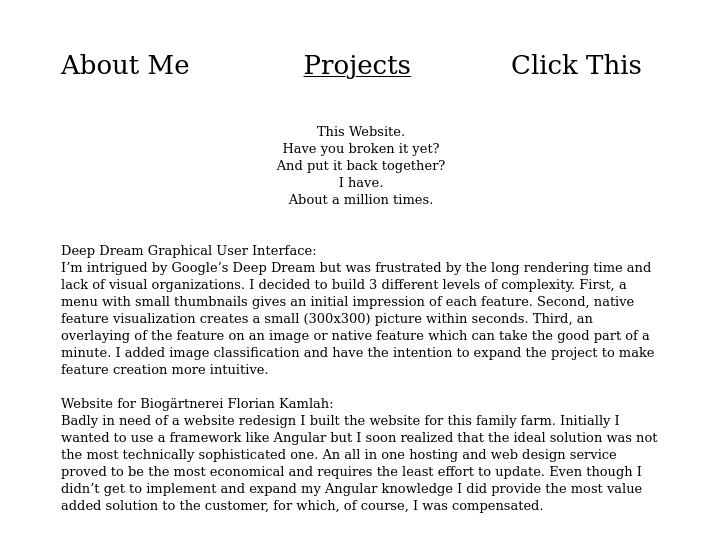 About Me Projects Click This
This Website.
Have you broken it yet?
And put it back together?
I have.
About a million times.
Deep Dream Graphical User Interface:
I’m intrigued by Google’s Deep Dream but was frustrated by the long rendering time and
lack of visual organizations. I decided to build 3 different levels of complexity. First, a
menu with small thumbnails gives an initial impression of each feature. Second, native
feature visualization creates a small (300x300) picture within seconds. Third, an
overlaying of the feature on an image or native feature which can take the good part of a
minute. I added image classification and have the intention to expand the project to make
feature creation more intuitive.
Website for Biogärtnerei Florian Kamlah:
Badly in need of a website redesign I built the website for this family farm. Initially I
wanted to use a framework like Angular but I soon realized that the ideal solution was not
the most technically sophisticated one. An all in one hosting and web design service
proved to be the most economical and requires the least effort to update. Even though I
didn’t get to implement and expand my Angular knowledge I did provide the most value
added solution to the customer, for which, of course, I was compensated.